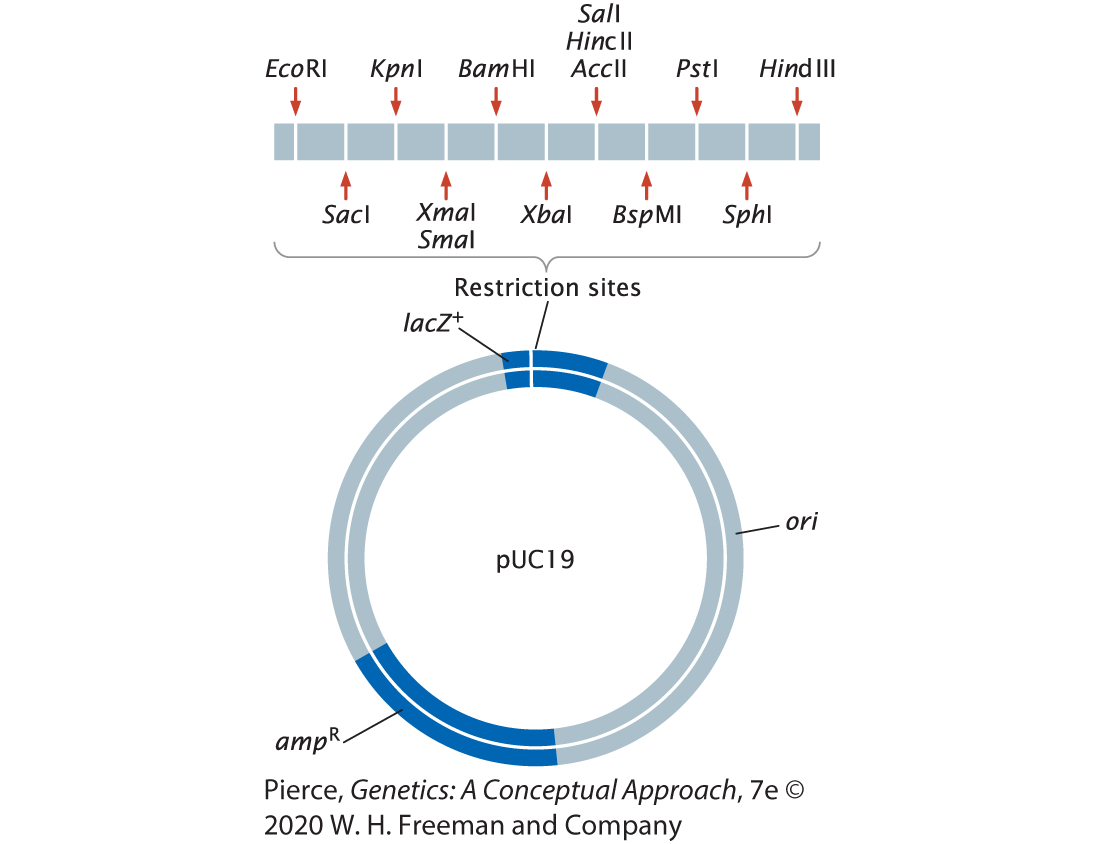 SalI
HincII
EcoRI KpnI BamHI AccII PstI HindIII
SacI XmaI XbaI BspMI SphI
SmaI
Restriction sites
lacZ+
ori
pUC19
ampR
Pierce, Genetics: A Conceptual Approach, 7e ©
2020 W. H. Freeman and Company